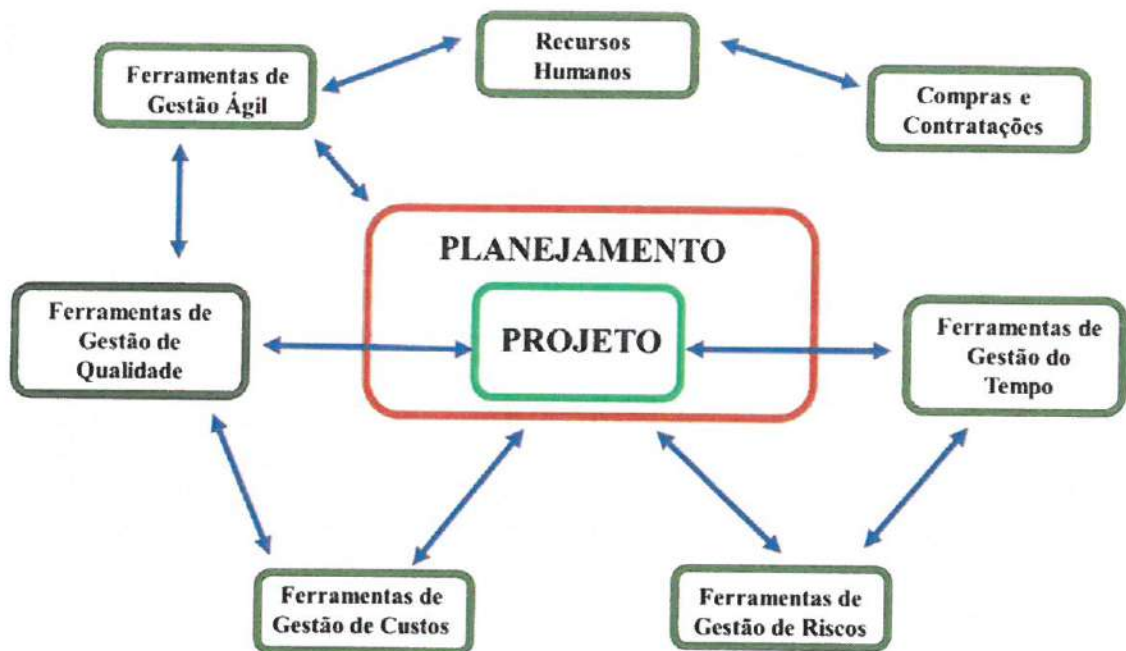 Recursos
Humanos
Ferramentas de
Gestão Ágil
Compras e
Contratações
PLANEJAMENTO
PROJETO
Ferramentas de
Gestão de
Qualidade
Ferramentas de
Gestão do
Tempo
Ferramentas de
Gestão de Custos
Ferramentas de
Gestão de Riscos